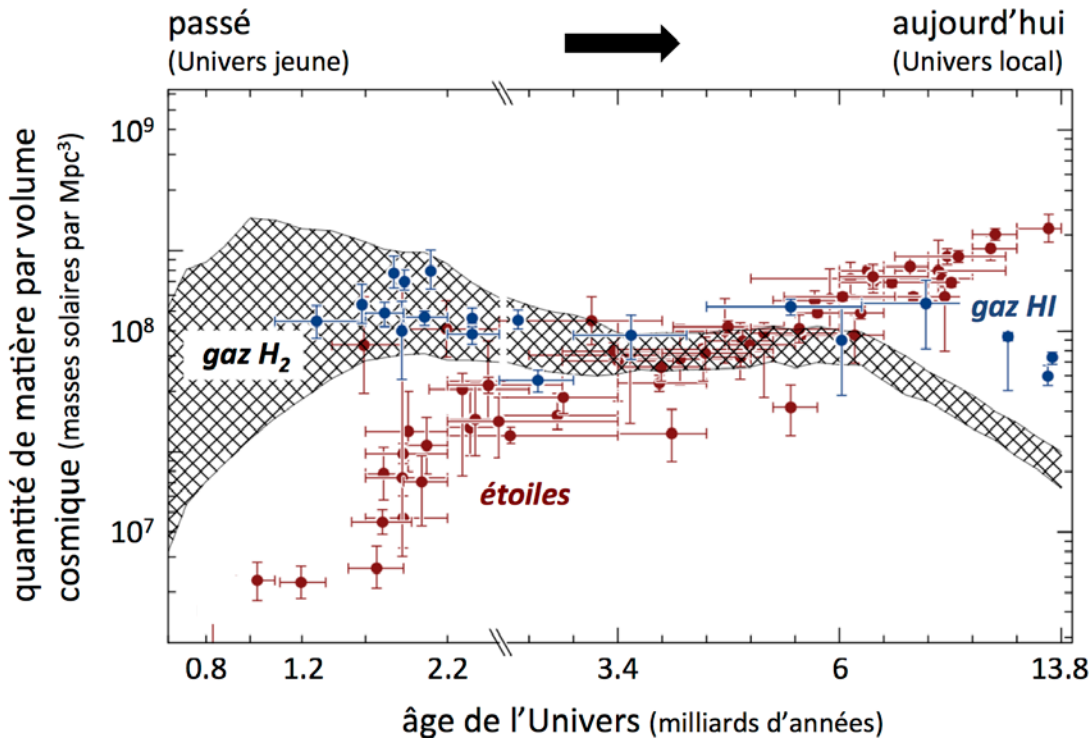 passé
(Univers jeune)
aujourd’hui
(Univers local)
quantité de matière par volume
cosmique (masses solaires par Mpc³)
10⁹
10⁸
10⁷
gaz H₂
gaz HI
étoiles
0.8 1.2 2.2 3.4 6 13.8
âge de l’Univers (milliards d’années)